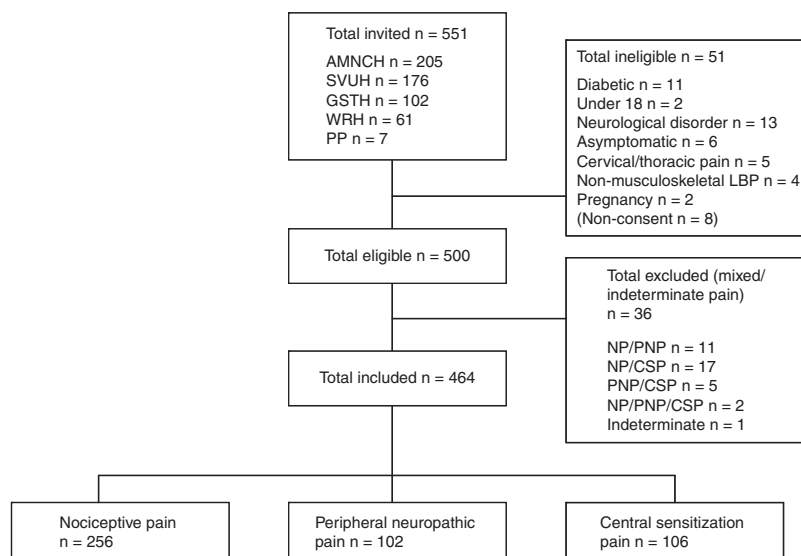 Total invited n = 551
AMNCH n = 205
SVUH n = 176
GSTH n = 102
WRH n = 61
PP n = 7
Total ineligible n = 51
Diabetic n = 11
Under 18 n = 2
Neurological disorder n = 13
Asymptomatic n = 6
Cervical/thoracic pain n = 5
Non-musculoskeletal LBP n = 4
Pregnancy n = 2
(Non-consent n = 8)
Total eligible n = 500
Total excluded (mixed/
indeterminate pain)
n = 36
NP/PNP n = 11
NP/CSP n = 17
PNP/CSP n = 5
NP/PNP/CSP n = 2
Indeterminate n = 1
Total included n = 464
Nociceptive pain
n = 256
Peripheral neuropathic
pain n = 102
Central sensitization
pain n = 106